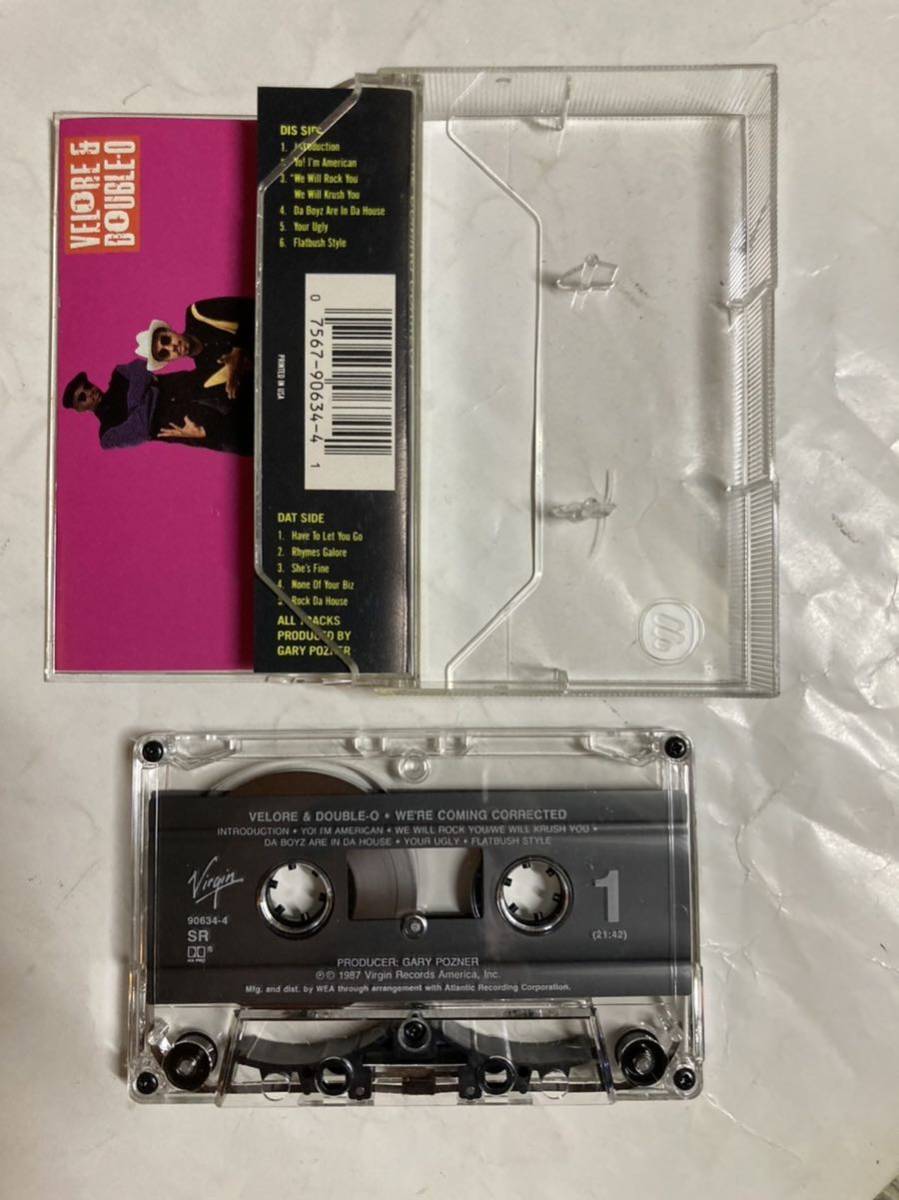 VELORE &
DOUBLE-O
DIS SIDE
1. Introduction
2. Yo! I'm American
3. "We Will Rock You
We Will Krush You
4. Da Boyz Are In Da House
5. Your Ugly
6. Flatbush Style
0 7567-90634-4 1
PRINTED IN USA
DAT SIDE
1. Have To Let You Go
2. Rhymes Galore
3. She's Fine
4. None Of Your Biz
5. Rock Da House
ALL TRACKS
PRODUCED BY
GARY POZNER
VELORE & DOUBLE-O • WE'RE COMING CORRECTED
INTRODUCTION • YO! I'M AMERICAN • WE WILL ROCK YOU/WE WILL KRUSH YOU •
DA BOYZ ARE IN DA HOUSE • YOUR UGLY • FLATBUSH STYLE
Virgin
90634-4
SR
HX PRO
1
(21:42)
PRODUCER: GARY POZNER
℗© 1987 Virgin Records America, Inc.
Mfg. and dist. by WEA through arrangement with Atlantic Recording Corporation.